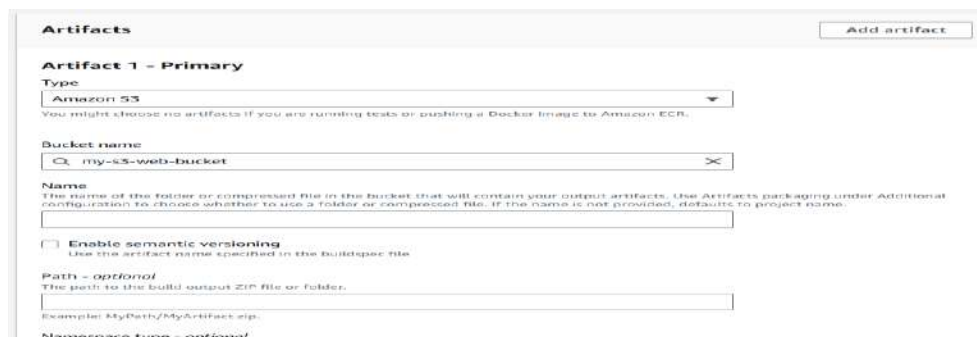 Artifacts
Add artifact
Artifact 1 - Primary
Type
Amazon S3
You might choose no artifacts if you are running tests or pushing a Docker image to Amazon ECR.
Bucket name
my-s3-web-bucket
Name
The name of the folder or compressed file in the bucket that will contain your output artifacts. Use Artifacts packaging under Additional
configuration to choose whether to use a folder or compressed file. If the name is not provided, defaults to project name.
Enable semantic versioning
Use the artifact name specified in the buildspec file
Path - optional
The path to the build output ZIP file or folder.
Example: MyPath/MyArtifact.zip.
Namespace type - optional